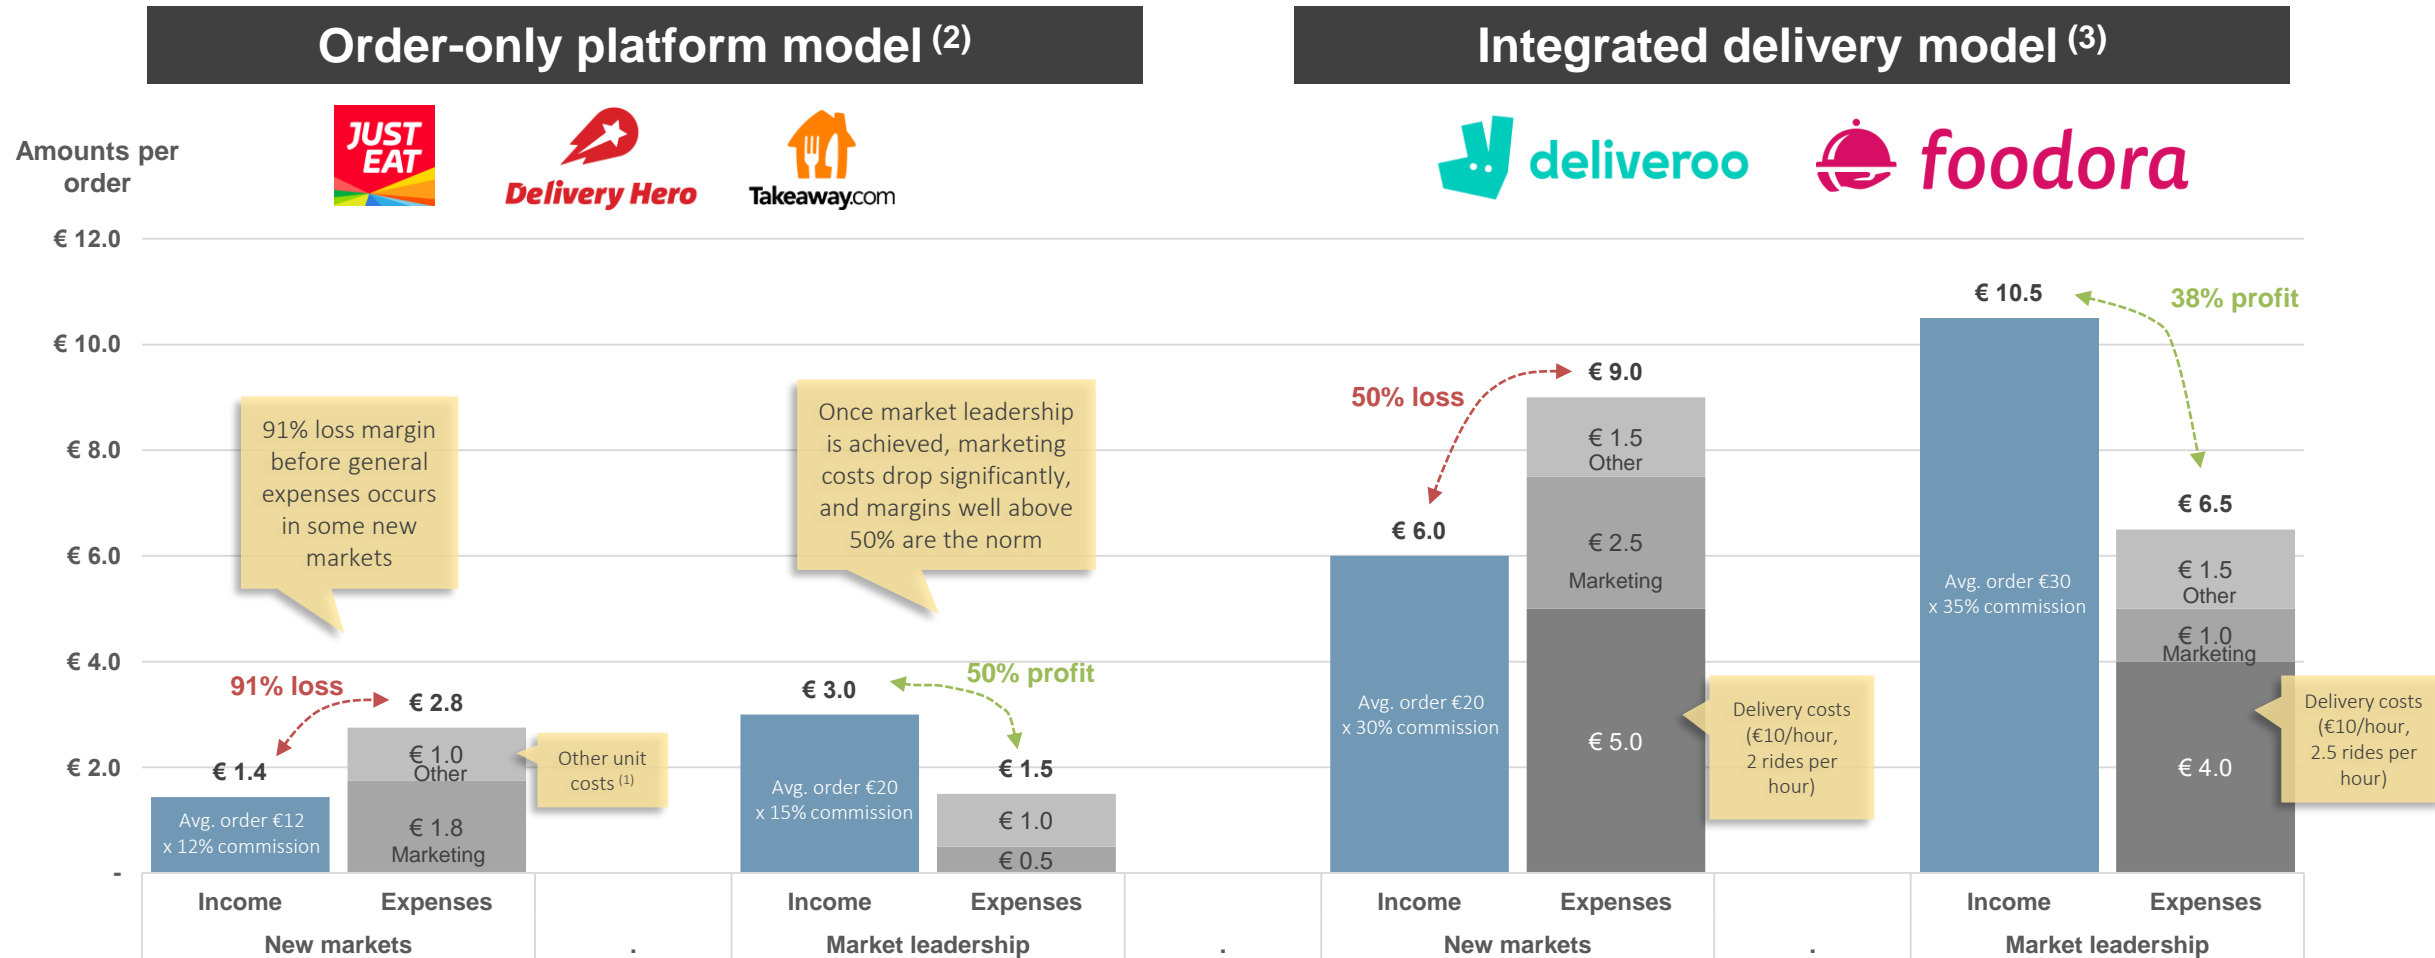 Order-only platform model (2)
Integrated delivery model (3)
Amounts per
order
JUST
EAT
Delivery Hero
Takeaway.com
deliveroo
foodora
€ 12.0
€ 10.0
€ 8.0
€ 6.0
€ 4.0
€ 2.0
-
91% loss margin
before general
expenses occurs
in some new
markets
91% loss
€ 1.4
Avg. order €12
x 12% commission
€ 2.8
€ 1.0
Other
€ 1.8
Marketing
Other unit
costs (1)
Once market leadership
is achieved, marketing
costs drop significantly,
and margins well above
50% are the norm
50% profit
€ 3.0
Avg. order €20
x 15% commission
€ 1.5
€ 1.0
€ 0.5
50% loss
€ 6.0
Avg. order €20
x 30% commission
€ 9.0
€ 1.5
Other
€ 2.5
Marketing
€ 5.0
Delivery costs
(€10/hour,
2 rides per
hour)
38% profit
€ 10.5
Avg. order €30
x 35% commission
€ 6.5
€ 1.5
Other
€ 1.0
Marketing
€ 4.0
Delivery costs
(€10/hour,
2.5 rides per
hour)
Income Expenses Income Expenses Income Expenses Income Expenses
New markets . Market leadership . New markets . Market leadership